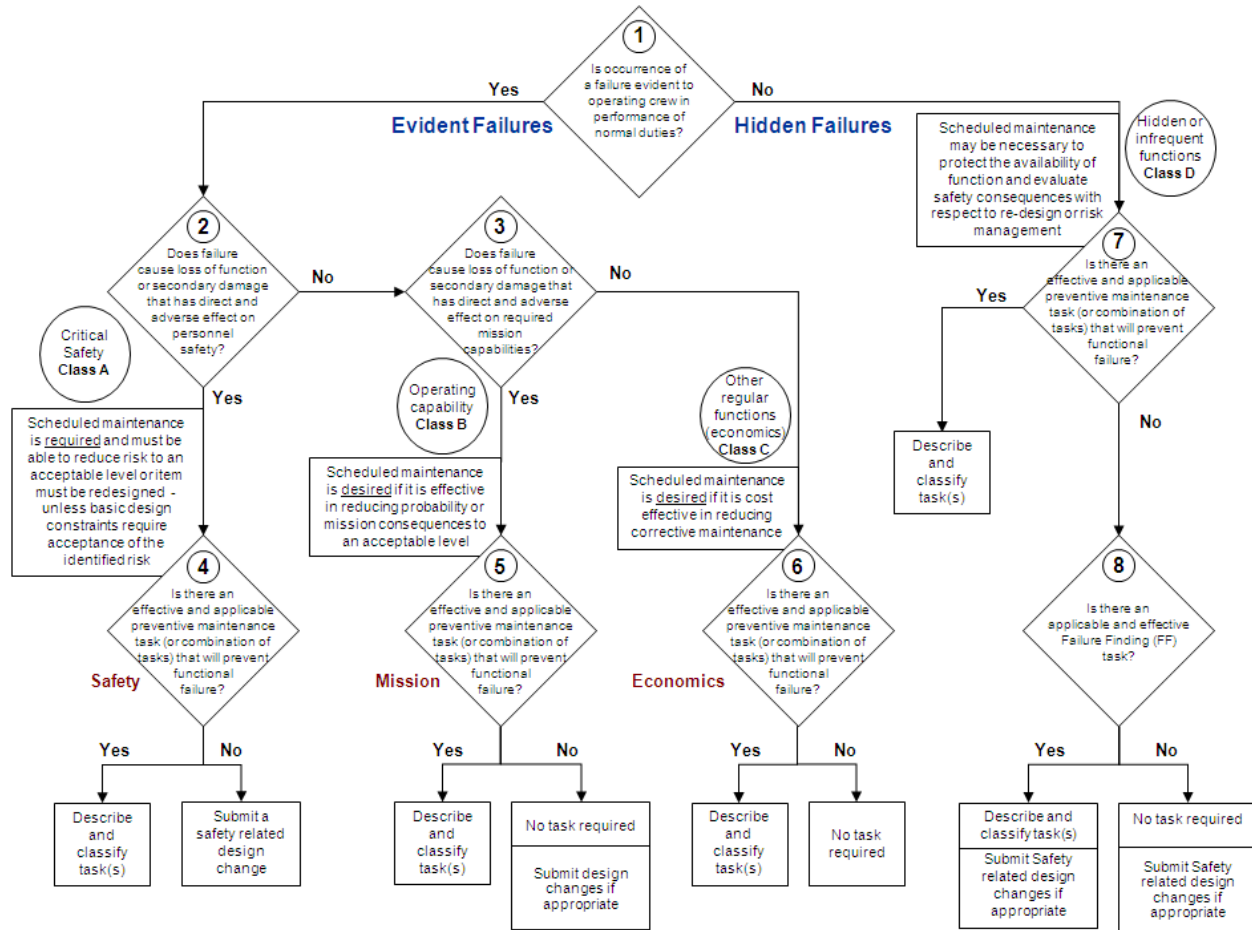 1
Is occurrence of
a failure evident to
operating crew in
performance of
normal duties?
Yes
No
Evident Failures
Hidden Failures
Scheduled maintenance
may be necessary to
protect the availability of
function and evaluate
safety consequences with
respect to re-design or risk
management
Hidden or
infrequent
functions
Class D
2
Does failure
cause loss of function
or secondary damage
that has direct and
adverse effect on
personnel
safety?
No
3
Does failure
cause loss of function or
secondary damage that
has direct and adverse
effect on required
mission
capabilities?
No
7
Is there an
effective and applicable
preventive maintenance
task (or combination of
tasks) that will prevent
functional
failure?
Yes
No
Critical
Safety
Class A
Yes
Operating
capability
Class B
Yes
Other
regular
functions
(economics)
Class C
Describe
and
classify
task(s)
Scheduled maintenance
is required and must be
able to reduce risk to an
acceptable level or item
must be redesigned -
unless basic design
constraints require
acceptance of the
identified risk
Scheduled maintenance
is desired if it is effective
in reducing probability or
mission consequences to
an acceptable level
Scheduled maintenance
is desired if it is cost
effective in reducing
corrective maintenance
4
Is there an
effective and applicable
preventive maintenance
task (or combination of
tasks) that will prevent
functional
failure?
Safety
5
Is there an
effective and applicable
preventive maintenance
task (or combination of
tasks) that will prevent
functional
failure?
Mission
6
Is there an
effective and applicable
preventive maintenance
task (or combination of
tasks) that will prevent
functional
failure?
Economics
8
Is there an
applicable and effective
Failure Finding (FF)
task?
Yes
No
Yes
No
Yes
No
Yes
No
Describe
and
classify
task(s)
Submit a
safety related
design
change
Describe
and
classify
task(s)
No task required
Submit design
changes if
appropriate
Describe
and
classify
task(s)
No task
required
Describe and
classify task(s)
Submit Safety
related design
changes if
appropriate
No task required
Submit Safety
related design
changes if
appropriate